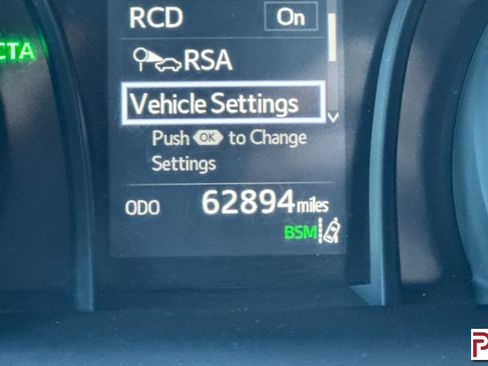 RCD On
CTA
RSA
Vehicle Settings
Push OK to Change
Settings
ODO 62894 miles
BSM
P